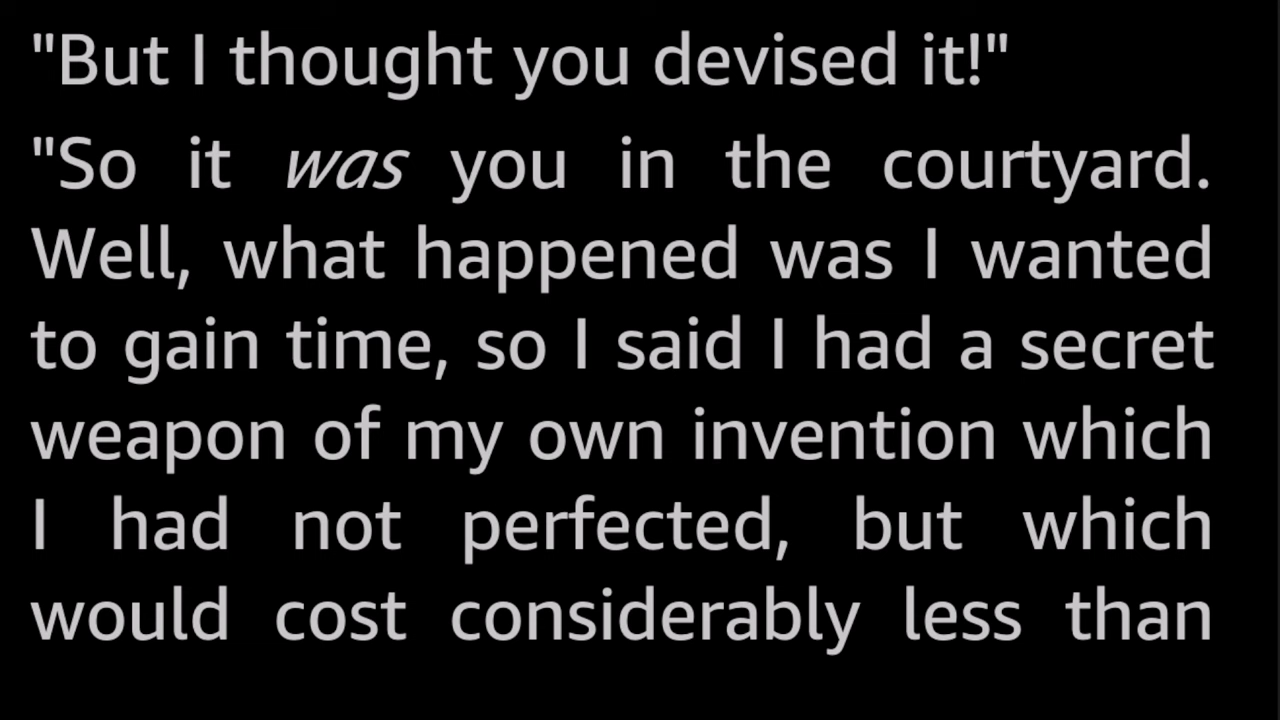 "But I thought you devised it!"
"So it was you in the courtyard.
Well, what happened was I wanted
to gain time, so I said I had a secret
weapon of my own invention which
I had not perfected, but which
would cost considerably less than